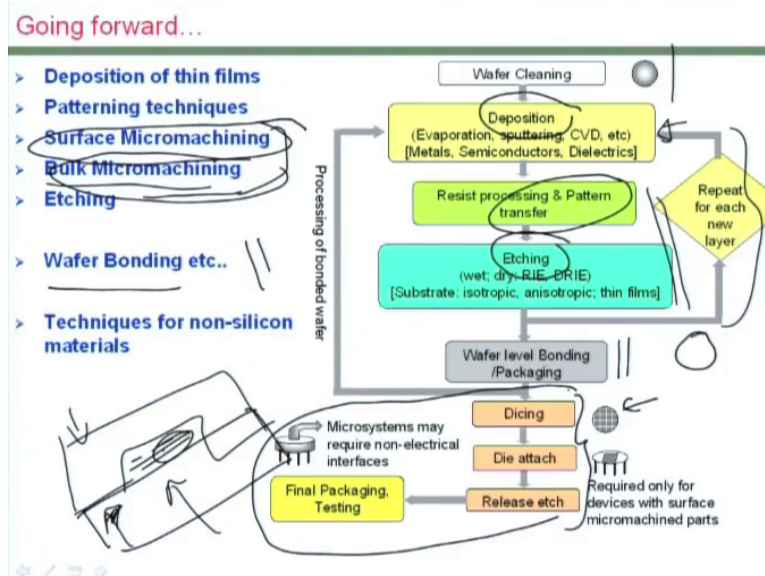 Going forward...
Deposition of thin films
Patterning techniques
Surface Micromachining
Bulk Micromachining
Etching
Wafer Bonding etc..
Techniques for non-silicon
materials
Wafer Cleaning
Deposition
(Evaporation, sputtering, CVD, etc)
[Metals, Semiconductors, Dielectrics]
Resist processing & Pattern
transfer
Etching
(wet; dry: RIE, DRIE)
[Substrate: isotropic, anisotropic; thin films]
Repeat
for each
new
layer
Processing of bonded wafer
Wafer level Bonding
/Packaging
Dicing
Die attach
Release etch
Microsystems may
require non-electrical
interfaces
Final Packaging,
Testing
Required only for
devices with surface
micromachined parts